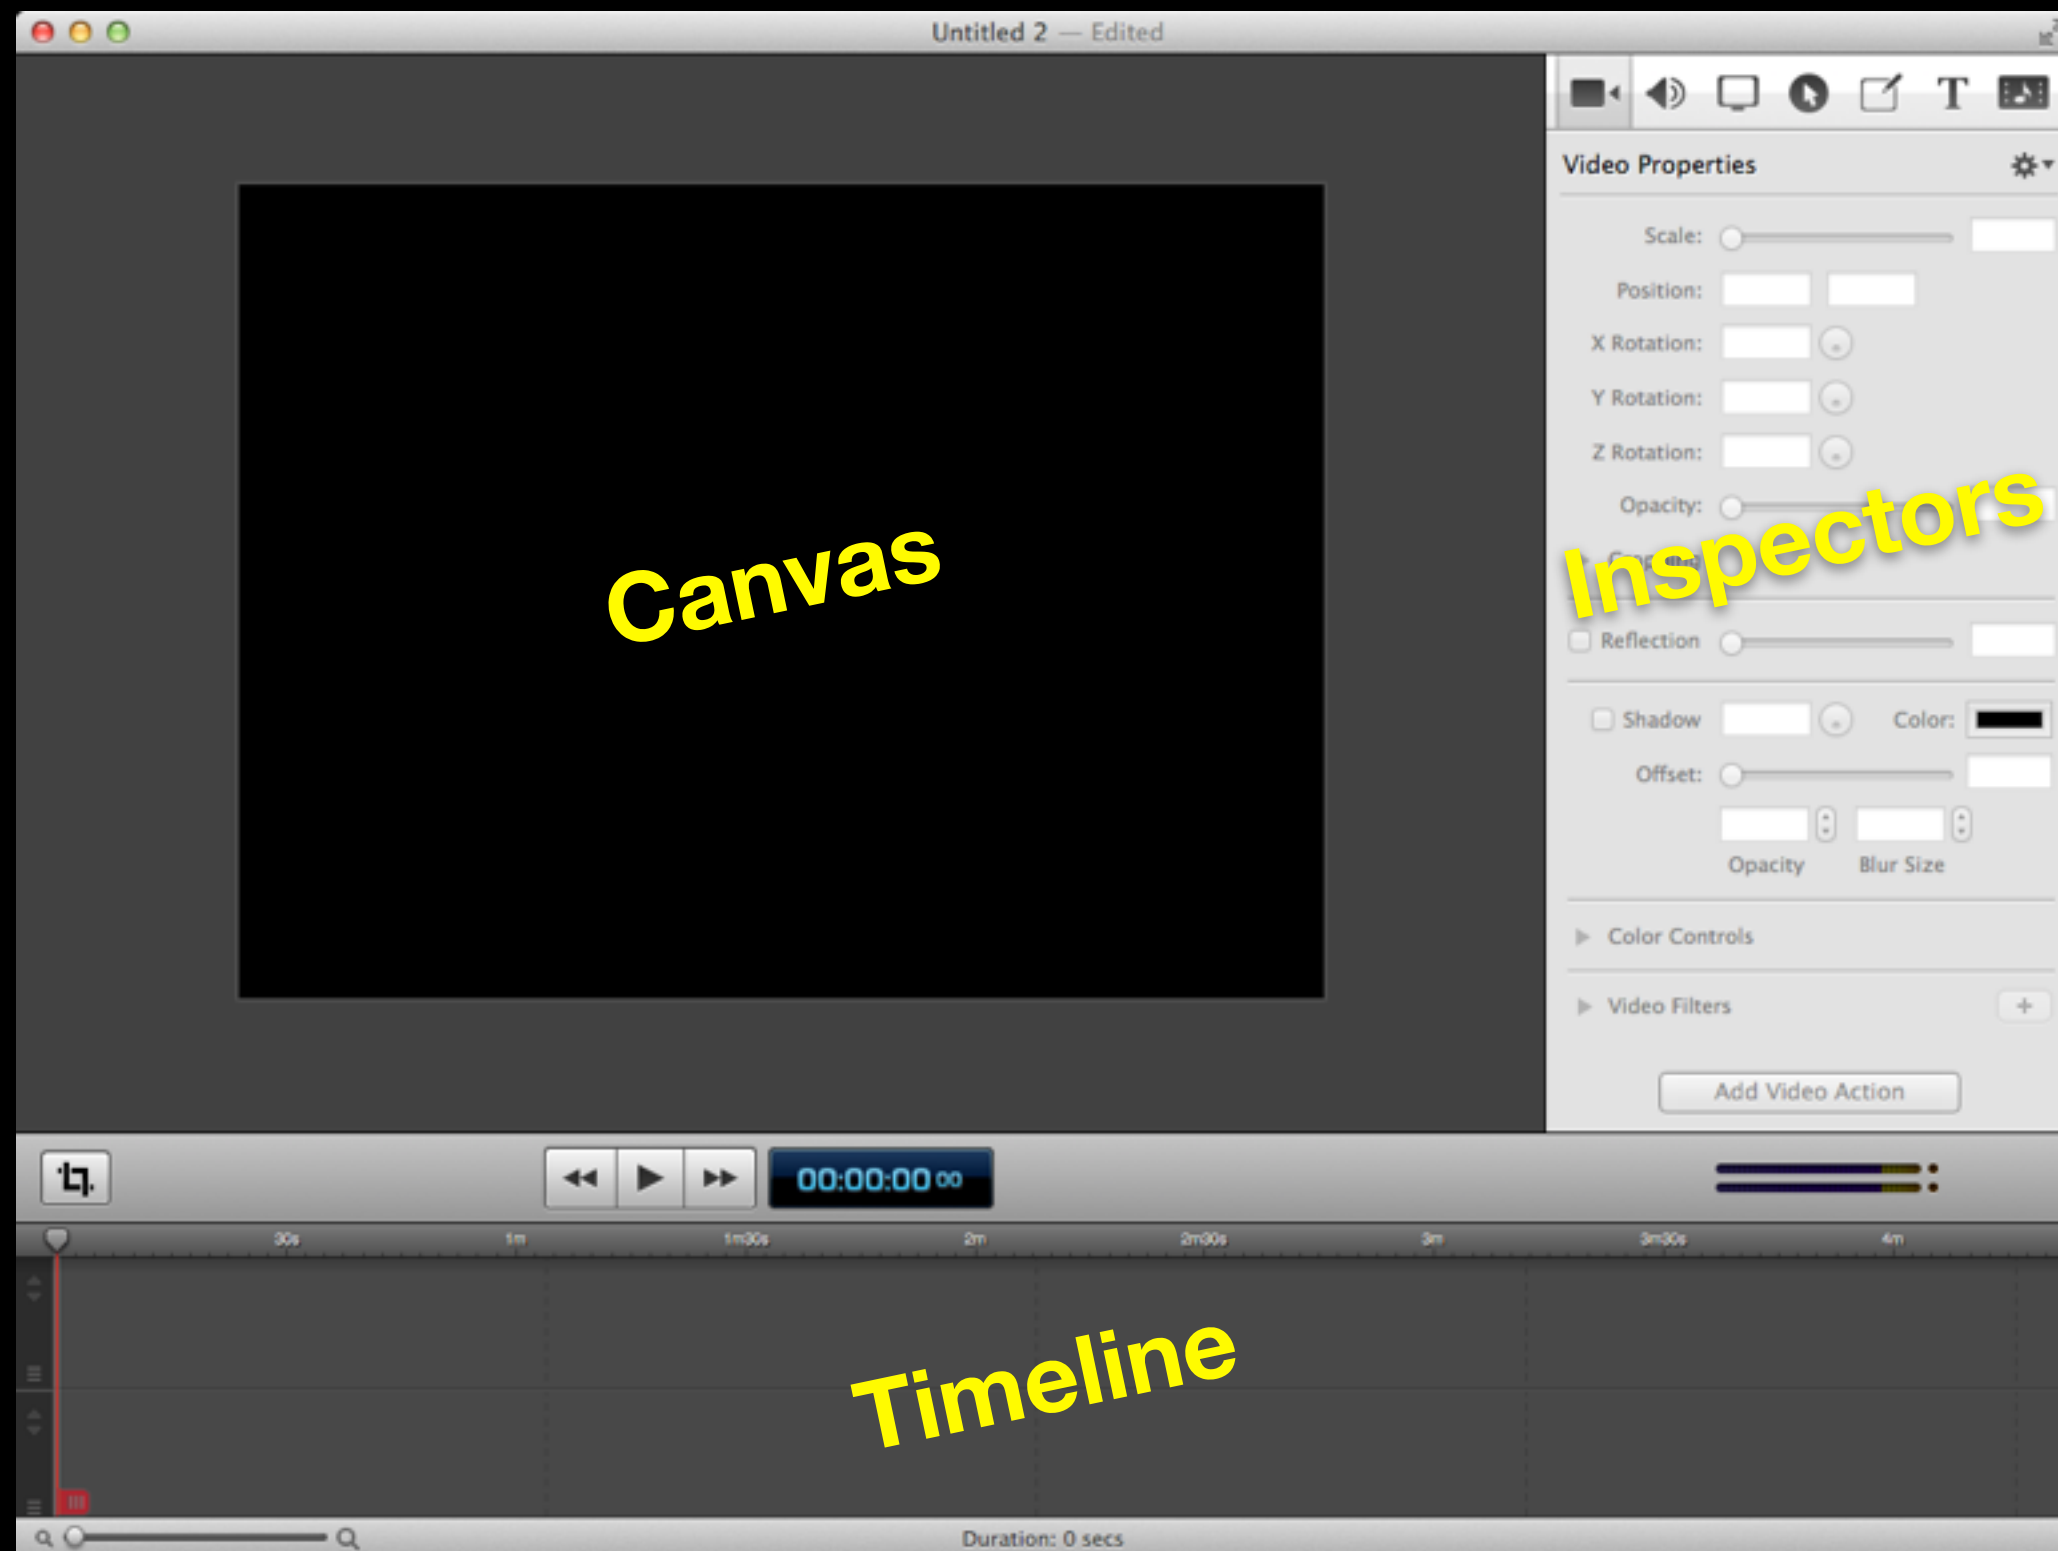 Untitled 2 — Edited
T
Video Properties
Scale:
Position:
X Rotation:
Y Rotation:
Z Rotation:
Opacity:
Canvas
Inspectors
Reflection
Shadow
Color:
Offset:
Opacity
Blur Size
Color Controls
Video Filters
+
Add Video Action
00:00:00 00
30s 1m 1m30s 2m 2m30s 3m 3m30s 4m
Timeline
Duration: 0 secs